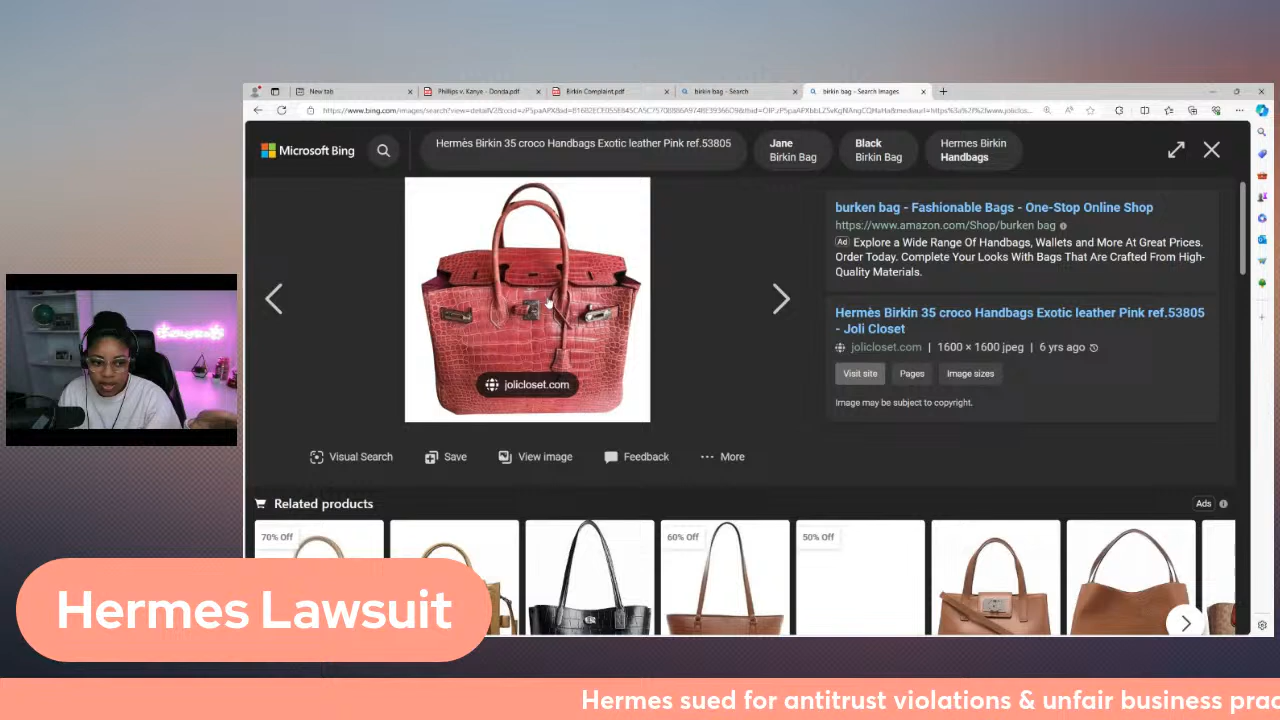 New tab
Phillips v. Kanye - Donda.pdf
Birkin Complaint.pdf
birkin bag - Search
birkin bag - Search Images
Microsoft Bing
Hermès Birkin 35 croco Handbags Exotic leather Pink ref.53805
Jane
Birkin Bag
Black
Birkin Bag
Hermes Birkin
Handbags
jolicloset.com
burken bag - Fashionable Bags - One-Stop Online Shop
https://www.amazon.com/Shop/burken bag
Ad Explore a Wide Range Of Handbags, Wallets and More At Great Prices.
Order Today. Complete Your Looks With Bags That Are Crafted From High-
Quality Materials.
Hermès Birkin 35 croco Handbags Exotic leather Pink ref.53805
- Joli Closet
jolicloset.com | 1600 × 1600 jpeg | 6 yrs ago
Visit site
Pages
Image sizes
Image may be subject to copyright.
Visual Search
Save
View image
Feedback
More
Related products
Ads
70% Off
60% Off
50% Off
Hermes Lawsuit
Hermes sued for antitrust violations & unfair business